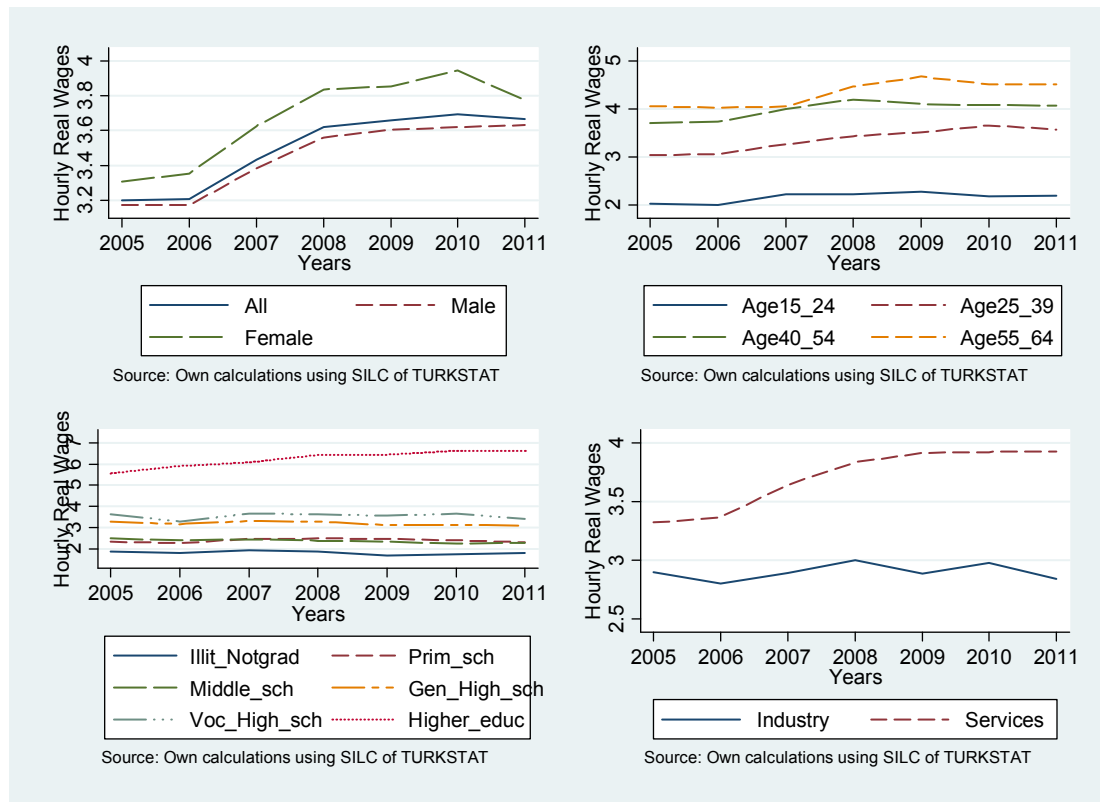 Hourly Real Wages
4
3.8
3.6
3.4
3.2
2005 2006 2007 2008 2009 2010 2011
Years
All Male
Female
Source: Own calculations using SILC of TURKSTAT
Hourly Real Wages
5
4
3
2
2005 2006 2007 2008 2009 2010 2011
Years
Age15_24 Age25_39
Age40_54 Age55_64
Source: Own calculations using SILC of TURKSTAT
Hourly Real Wages
7
6
5
4
3
2
2005 2006 2007 2008 2009 2010 2011
Years
Illit_Notgrad Prim_sch
Middle_sch Gen_High_sch
Voc_High_sch Higher_educ
Source: Own calculations using SILC of TURKSTAT
Hourly Real Wages
4
3.5
3
2.5
2005 2006 2007 2008 2009 2010 2011
Years
Industry Services
Source: Own calculations using SILC of TURKSTAT